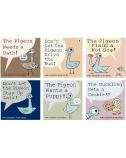 The Pigeon
Needs a Bath!
Don't Let
the Pigeon
Drive
the Bus!
The Pigeon
Finds a
Hot Dog!
Don't Let
the Pigeon
Stay Up
Late!
The Pigeon
Wants a
Puppy!
The Duckling
Gets a
Cookie!?